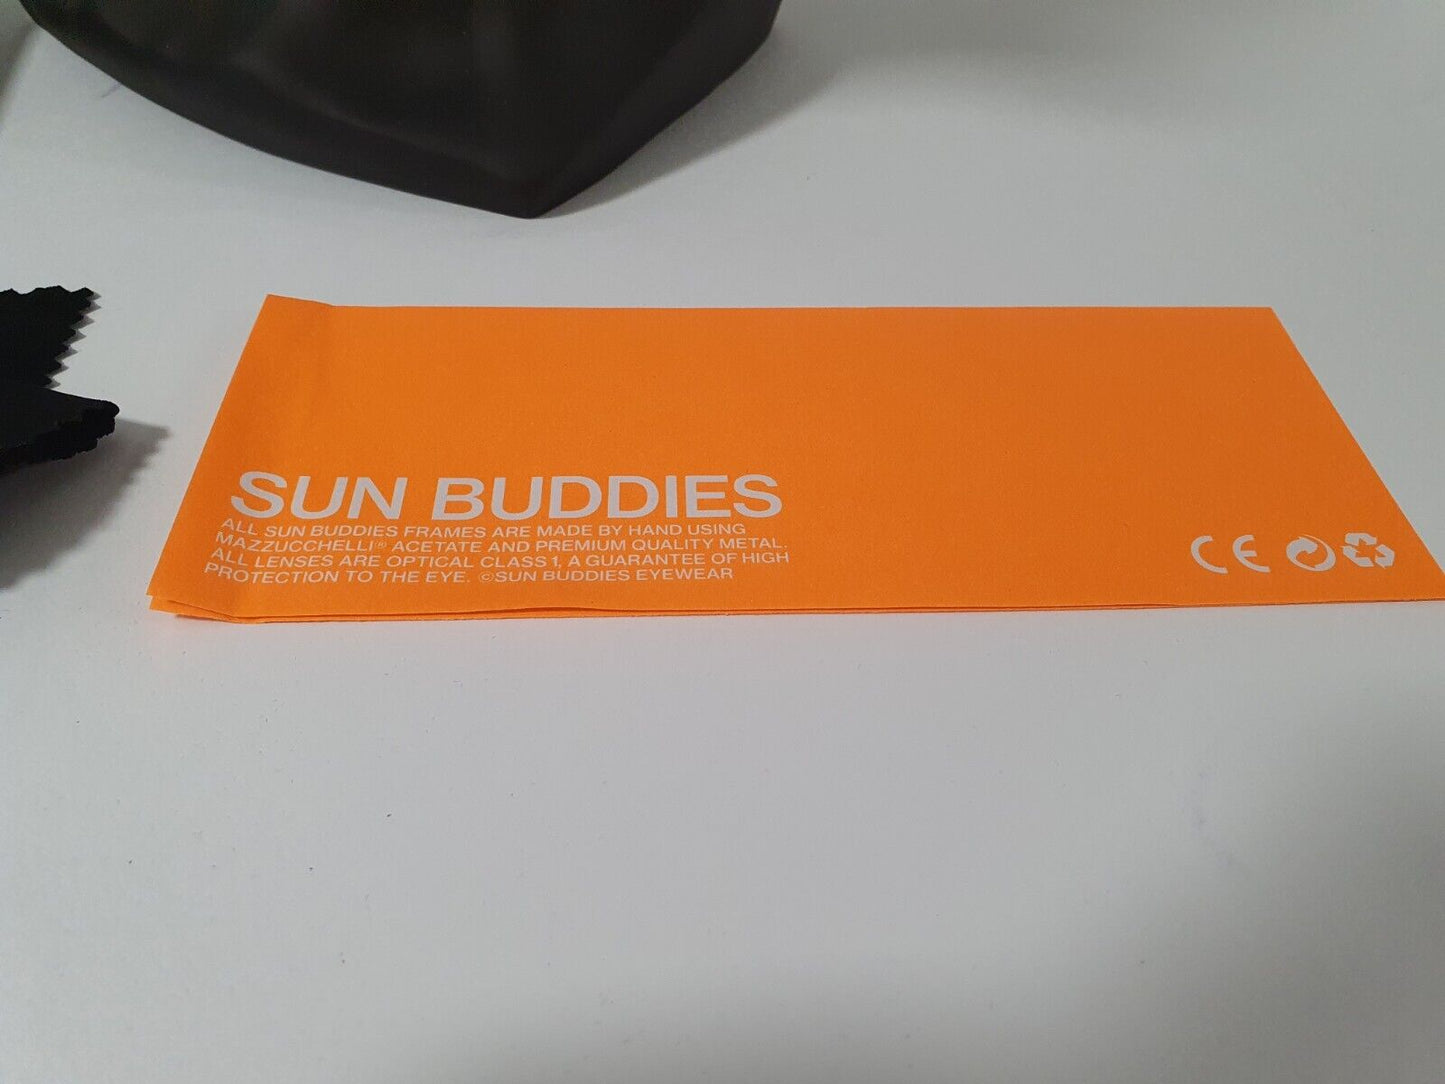 SUN BUDDIES
ALL SUN BUDDIES FRAMES ARE MADE BY HAND USING
MAZZUCCHELLI® ACETATE AND PREMIUM QUALITY METAL.
ALL LENSES ARE OPTICAL CLASS 1, A GUARANTEE OF HIGH
PROTECTION TO THE EYE. ©SUN BUDDIES EYEWEAR
CE